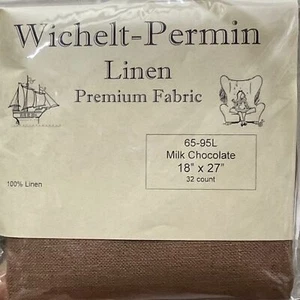 Wichelt-Permin
Linen
Premium Fabric
65-95L
Milk Chocolate
18" x 27"
32 count
100% Linen